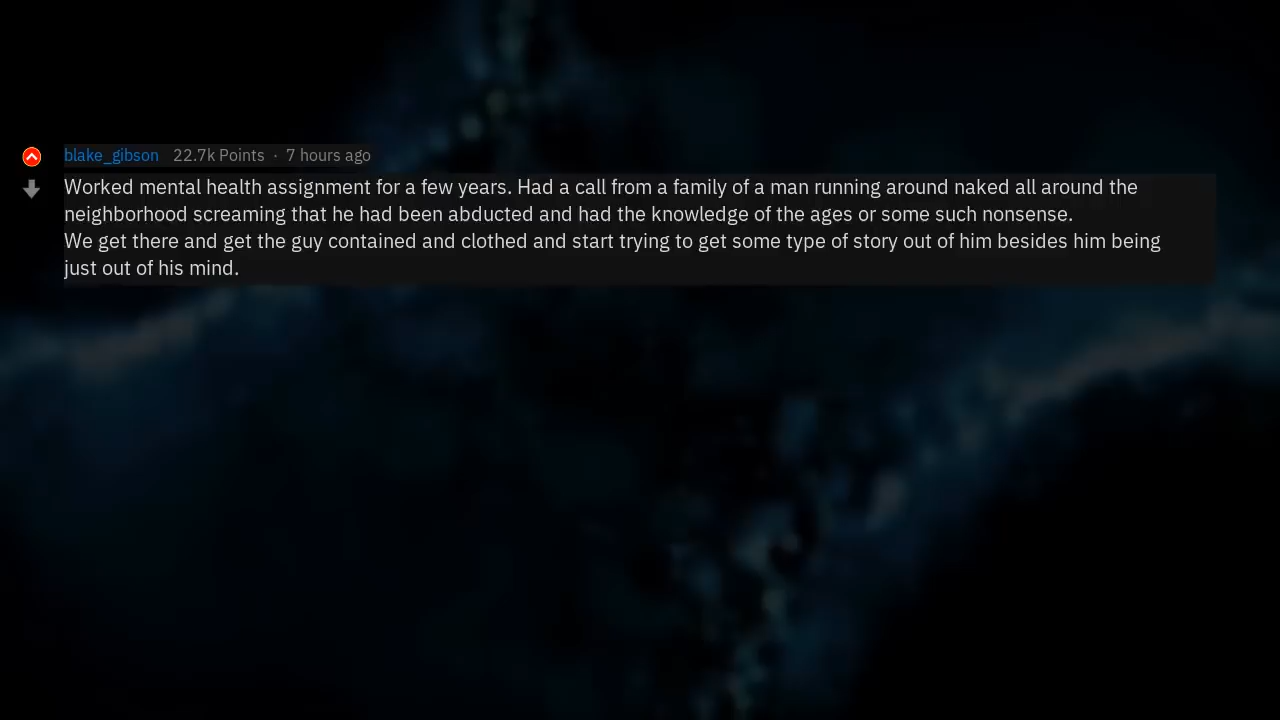 blake_gibson 22.7k Points · 7 hours ago
Worked mental health assignment for a few years. Had a call from a family of a man running around naked all around the
neighborhood screaming that he had been abducted and had the knowledge of the ages or some such nonsense.
We get there and get the guy contained and clothed and start trying to get some type of story out of him besides him being
just out of his mind.